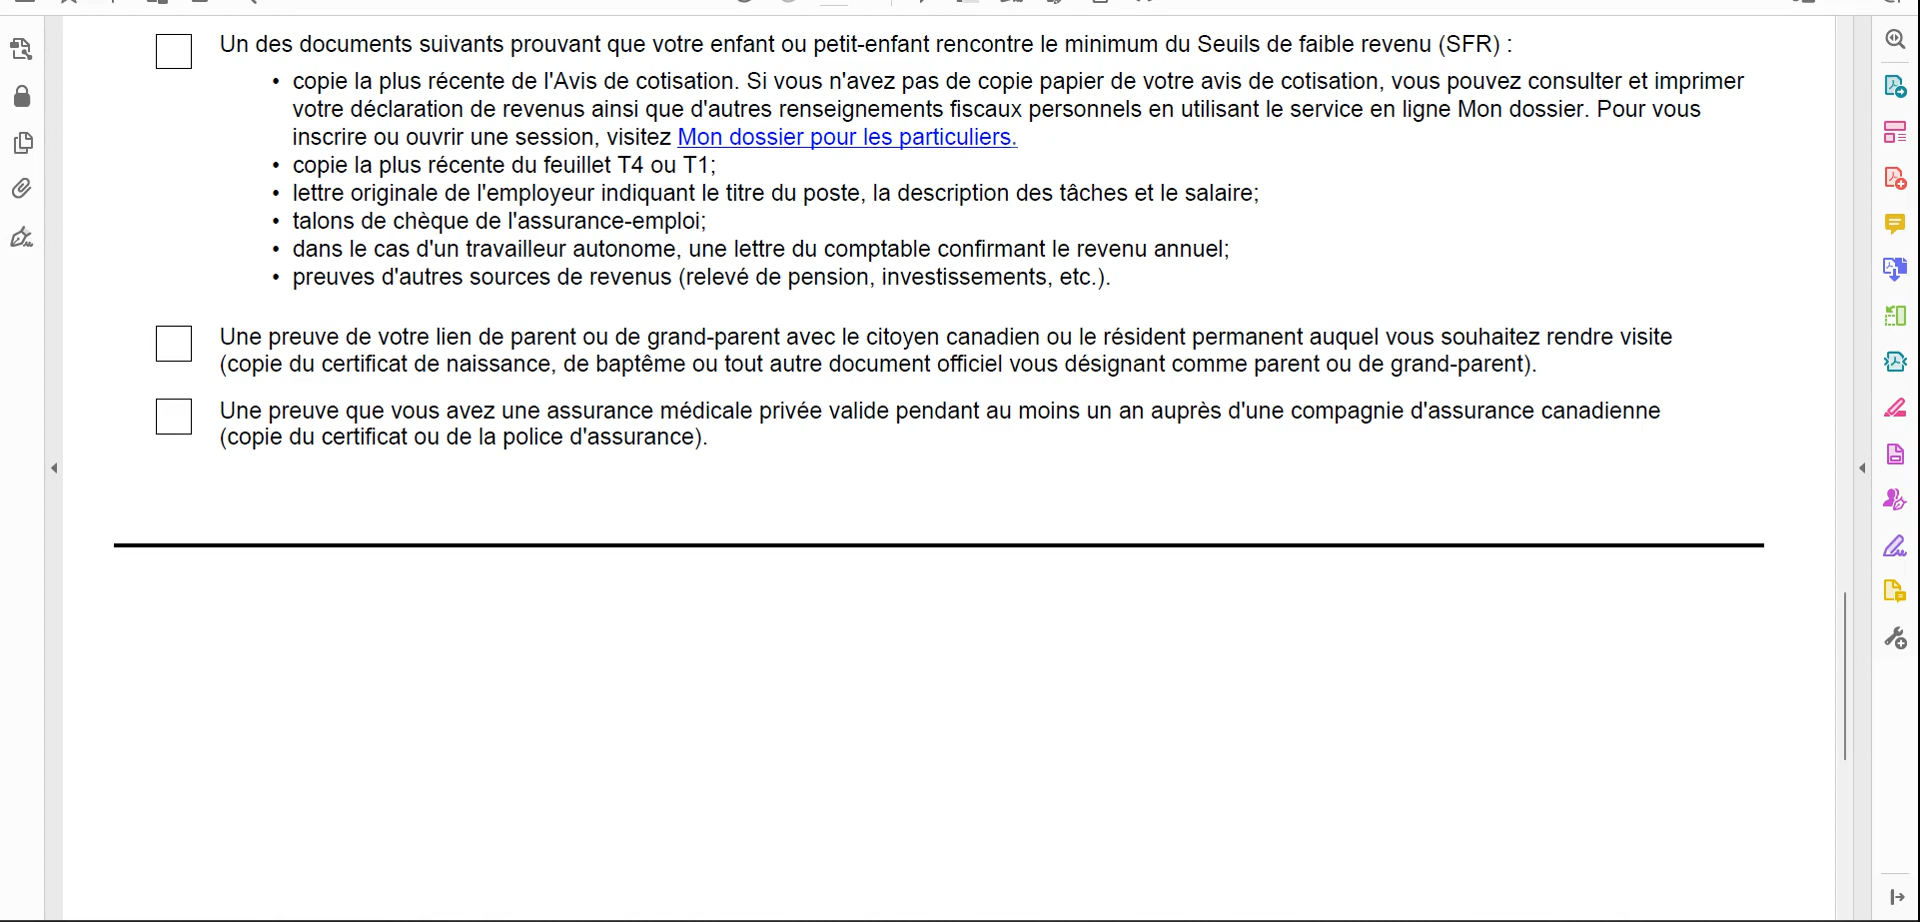 Un des documents suivants prouvant que votre enfant ou petit-enfant rencontre le minimum du Seuils de faible revenu (SFR) :
• copie la plus récente de l'Avis de cotisation. Si vous n'avez pas de copie papier de votre avis de cotisation, vous pouvez consulter et imprimer
votre déclaration de revenus ainsi que d'autres renseignements fiscaux personnels en utilisant le service en ligne Mon dossier. Pour vous
inscrire ou ouvrir une session, visitez Mon dossier pour les particuliers.
• copie la plus récente du feuillet T4 ou T1;
• lettre originale de l'employeur indiquant le titre du poste, la description des tâches et le salaire;
• talons de chèque de l'assurance-emploi;
• dans le cas d'un travailleur autonome, une lettre du comptable confirmant le revenu annuel;
• preuves d'autres sources de revenus (relevé de pension, investissements, etc.).
Une preuve de votre lien de parent ou de grand-parent avec le citoyen canadien ou le résident permanent auquel vous souhaitez rendre visite
(copie du certificat de naissance, de baptême ou tout autre document officiel vous désignant comme parent ou de grand-parent).
Une preuve que vous avez une assurance médicale privée valide pendant au moins un an auprès d'une compagnie d'assurance canadienne
(copie du certificat ou de la police d'assurance).